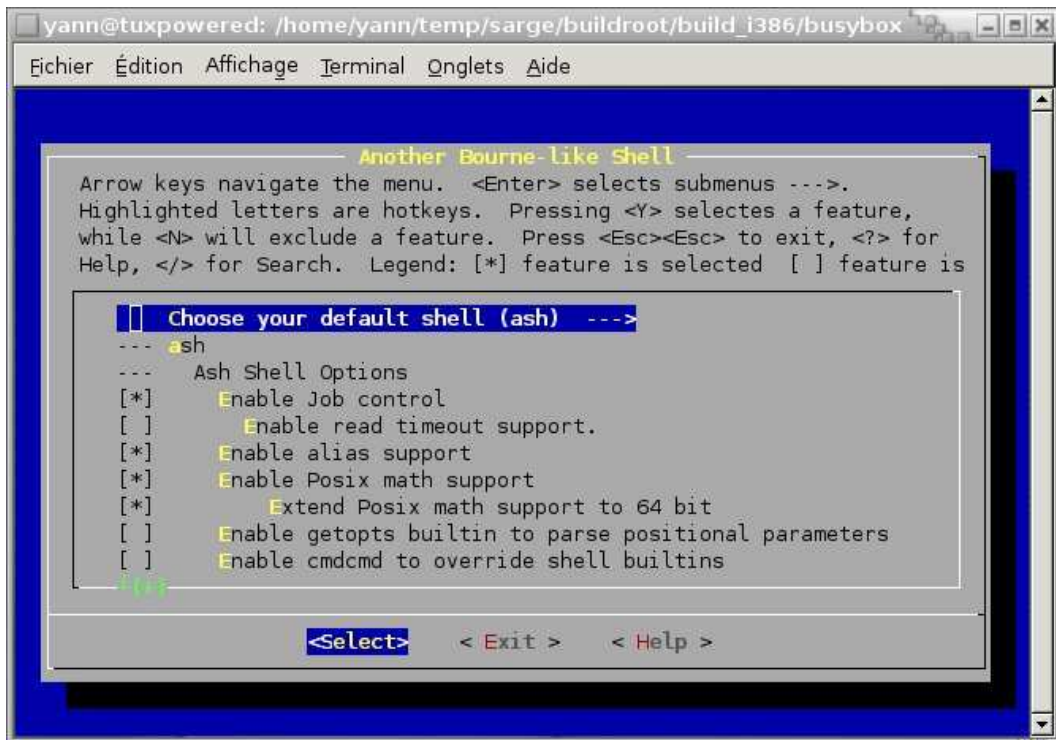 yann@tuxpowered: /home/yann/temp/sarge/buildroot/build_i386/busybox
Fichier Édition Affichage Terminal Onglets Aide
Another Bourne-like Shell
Arrow keys navigate the menu. <Enter> selects submenus --->.
Highlighted letters are hotkeys. Pressing <Y> selectes a feature,
while <N> will exclude a feature. Press <Esc><Esc> to exit, <?> for
Help, </> for Search. Legend: [*] feature is selected [ ] feature is
Choose your default shell (ash) --->
--- ash
--- Ash Shell Options
[*] Enable Job control
[ ] Enable read timeout support.
[*] Enable alias support
[*] Enable Posix math support
[*] Extend Posix math support to 64 bit
[ ] Enable getopts builtin to parse positional parameters
[ ] Enable cmdcmd to override shell builtins
<Select> < Exit > < Help >